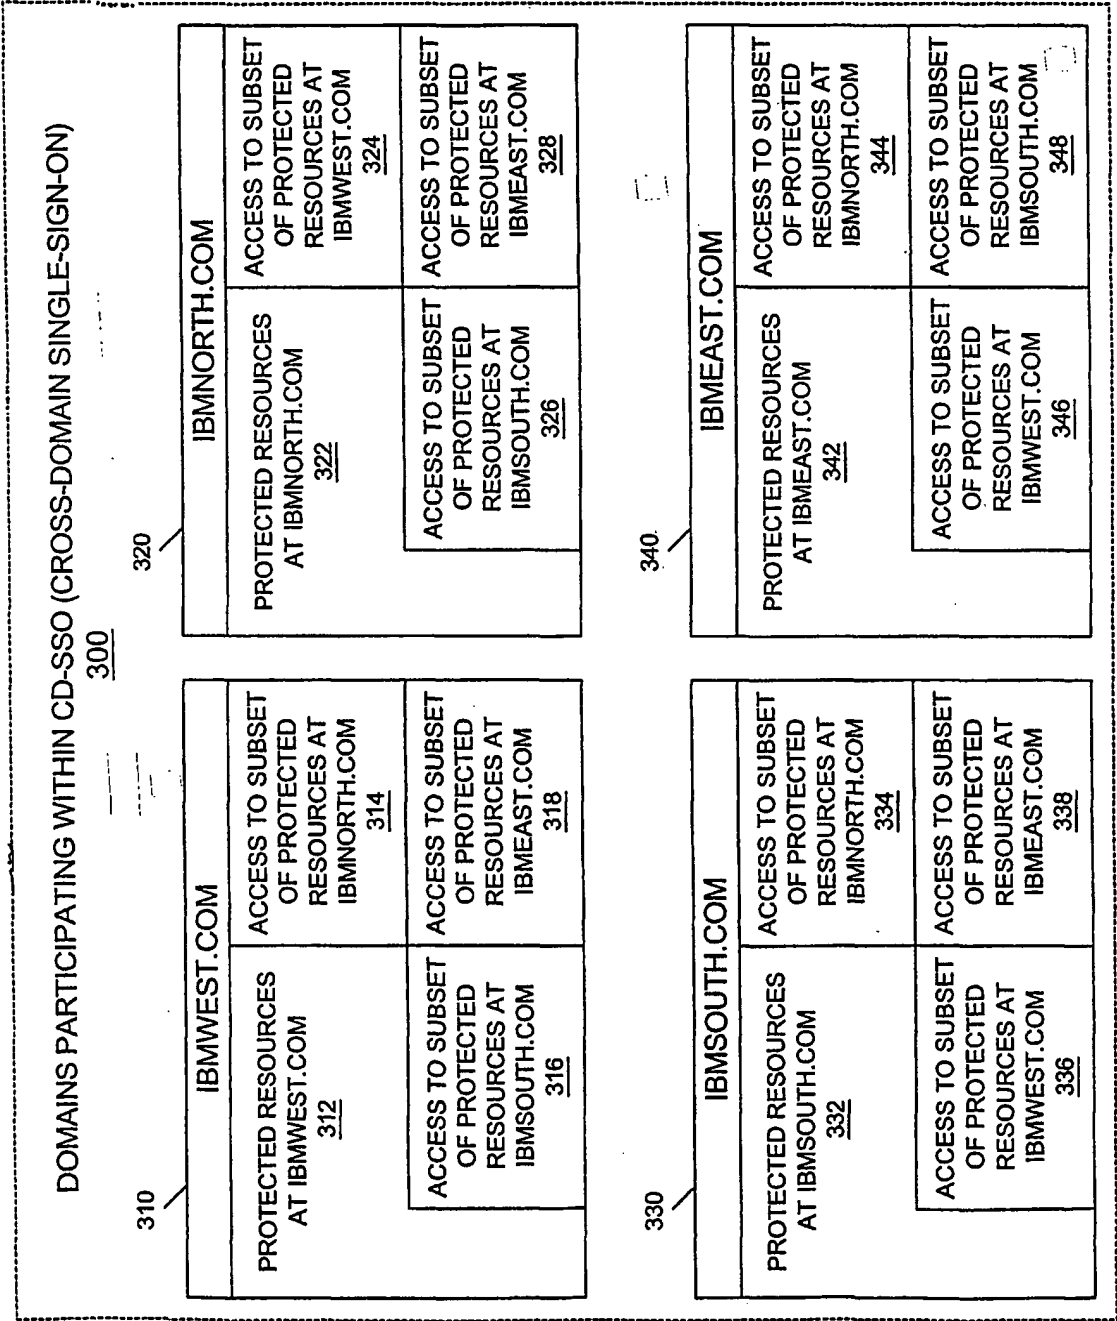 DOMAINS PARTICIPATING WITHIN CD-SSO (CROSS-DOMAIN SINGLE-SIGN-ON)
300
310
IBMWEST.COM
PROTECTED RESOURCES
AT IBMWEST.COM
312
ACCESS TO SUBSET
OF PROTECTED
RESOURCES AT
IBMNORTH.COM
314
ACCESS TO SUBSET
OF PROTECTED
RESOURCES AT
IBMSOUTH.COM
316
ACCESS TO SUBSET
OF PROTECTED
RESOURCES AT
IBMEAST.COM
318
320
IBMNORTH.COM
PROTECTED RESOURCES
AT IBMNORTH.COM
322
ACCESS TO SUBSET
OF PROTECTED
RESOURCES AT
IBMWEST.COM
324
ACCESS TO SUBSET
OF PROTECTED
RESOURCES AT
IBMSOUTH.COM
326
ACCESS TO SUBSET
OF PROTECTED
RESOURCES AT
IBMEAST.COM
328
330
IBMSOUTH.COM
PROTECTED RESOURCES
AT IBMSOUTH.COM
332
ACCESS TO SUBSET
OF PROTECTED
RESOURCES AT
IBMNORTH.COM
334
ACCESS TO SUBSET
OF PROTECTED
RESOURCES AT
IBMWEST.COM
336
ACCESS TO SUBSET
OF PROTECTED
RESOURCES AT
IBMEAST.COM
338
340
IBMEAST.COM
PROTECTED RESOURCES
AT IBMEAST.COM
342
ACCESS TO SUBSET
OF PROTECTED
RESOURCES AT
IBMNORTH.COM
344
ACCESS TO SUBSET
OF PROTECTED
RESOURCES AT
IBMWEST.COM
346
ACCESS TO SUBSET
OF PROTECTED
RESOURCES AT
IBMSOUTH.COM
348